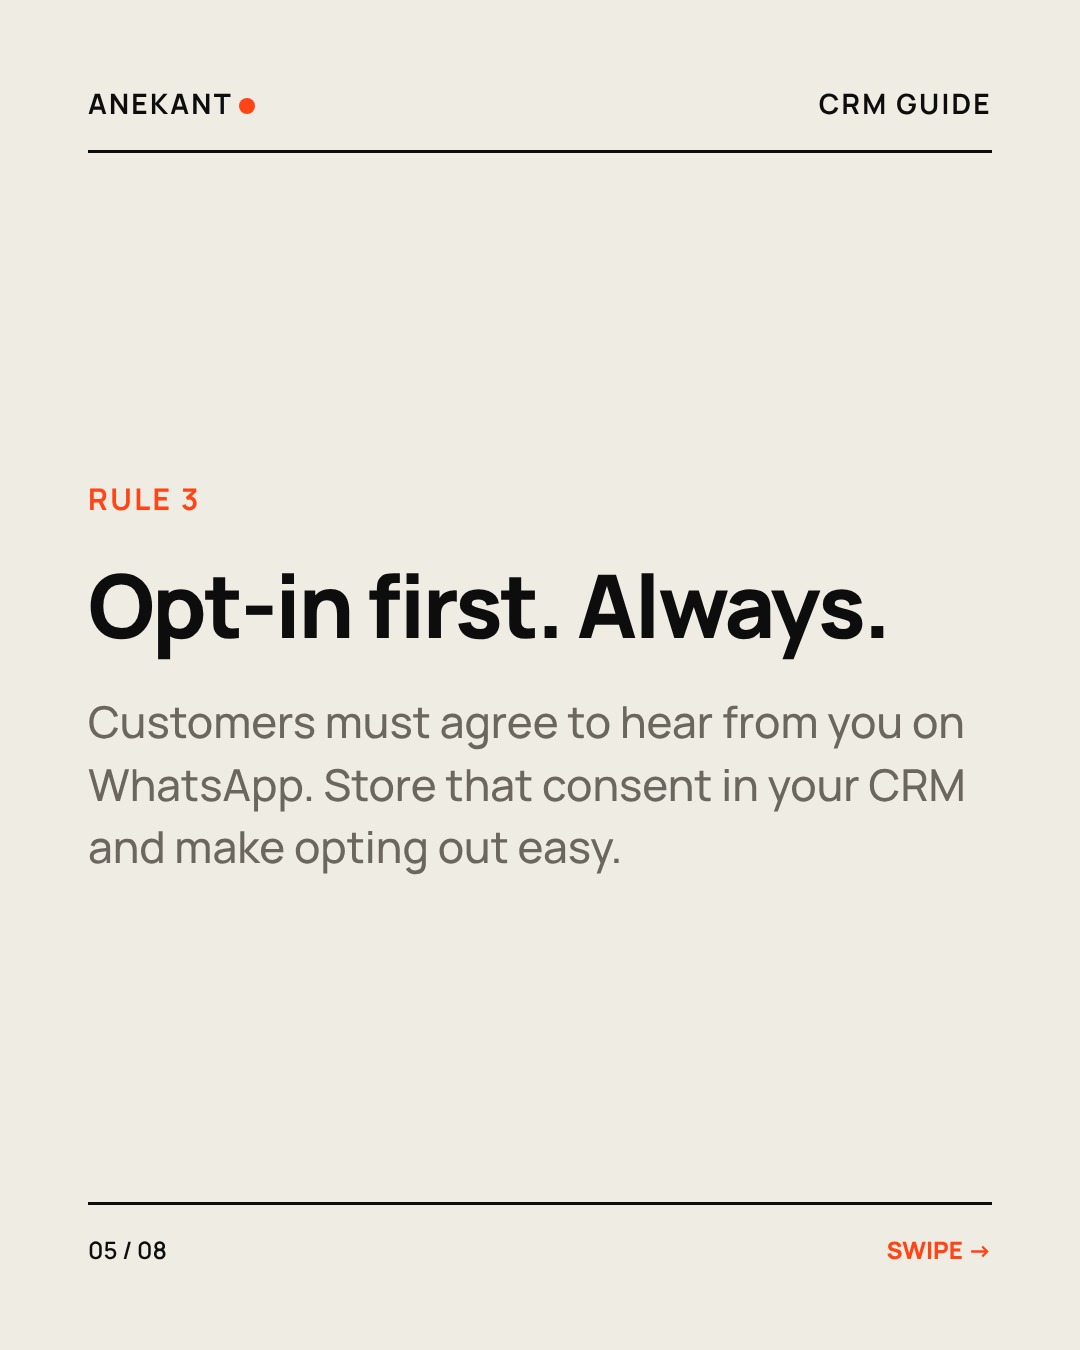 ANEKANT
CRM GUIDE
RULE 3
Opt-in first. Always.
Customers must agree to hear from you on
WhatsApp. Store that consent in your CRM
and make opting out easy.
05 / 08
SWIPE →